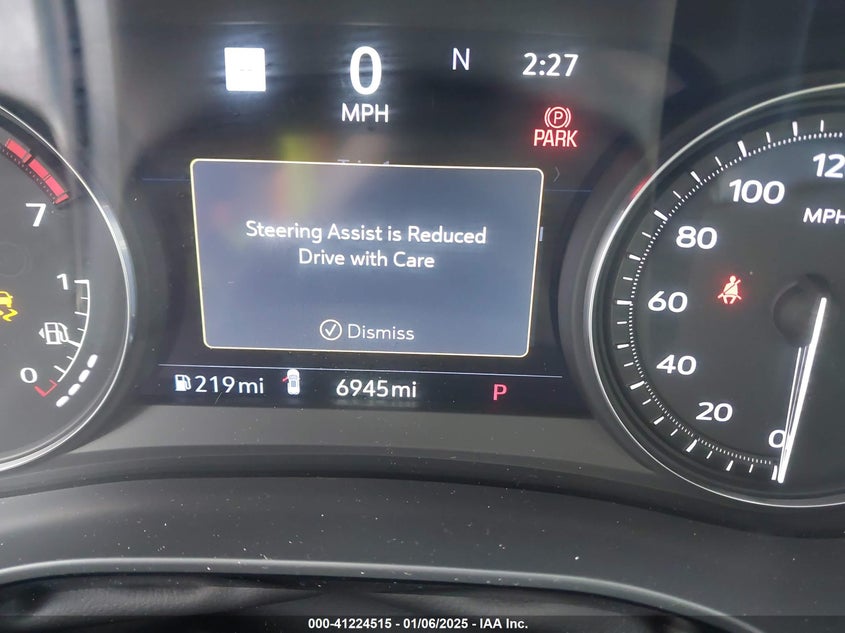 0
N
2:27
MPH
PARK
7
120
100
MPH
Steering Assist is Reduced
80
Drive with Care
1
60
Dismiss
40
0
219mi
6945mi
P
20
0
000-41224515 - 01/06/2025 - IAA Inc.